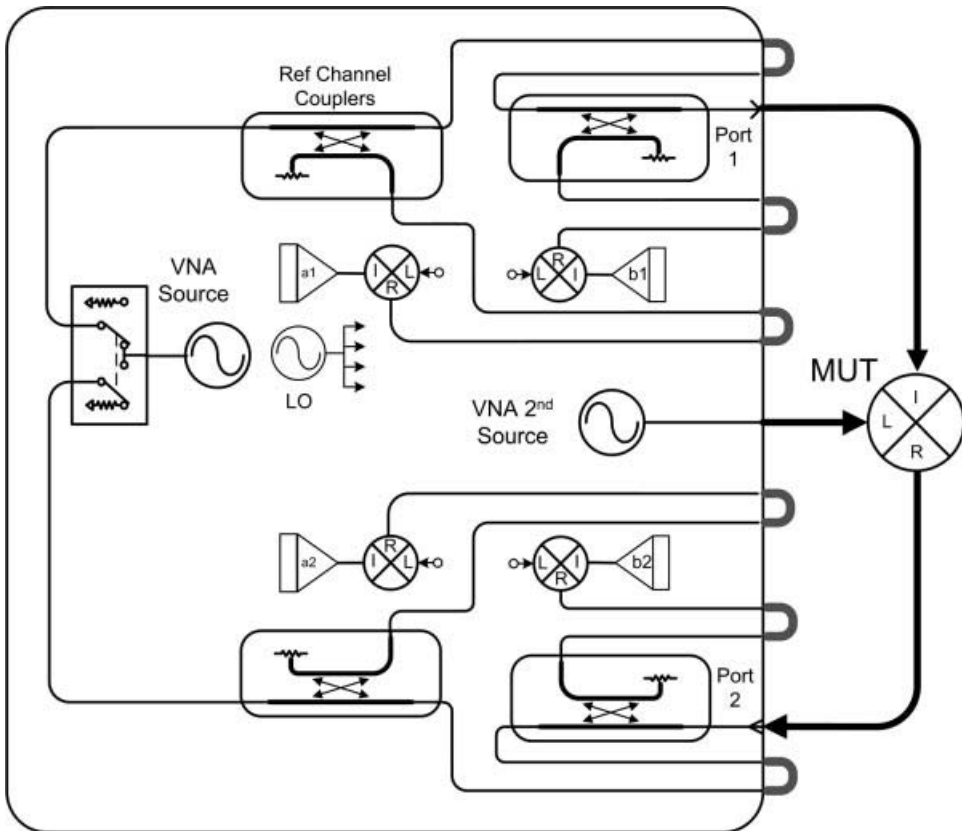 Ref Channel
Couplers
Port
1
VNA
Source
a1
I
R
L
L
R
I
b1
LO
VNA 2nd
Source
MUT
I
L
R
a2
R
I
L
L
I
R
b2
Port
2